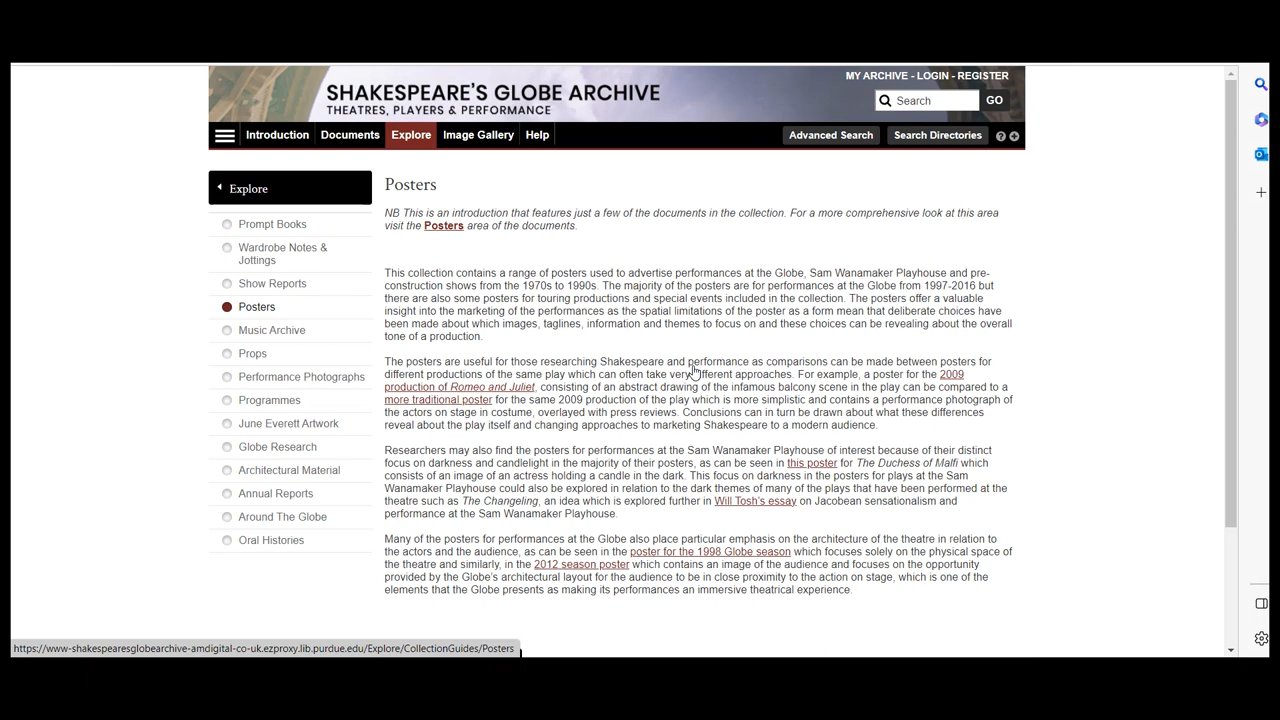 MY ARCHIVE - LOGIN - REGISTER
SHAKESPEARE'S GLOBE ARCHIVE
THEATRES, PLAYERS & PERFORMANCE
Search
GO
Introduction
Documents
Explore
Image Gallery
Help
Advanced Search
Search Directories
Explore
Prompt Books
Wardrobe Notes &
Jottings
Show Reports
Posters
Music Archive
Props
Performance Photographs
Programmes
June Everett Artwork
Globe Research
Architectural Material
Annual Reports
Around The Globe
Oral Histories
Posters
NB This is an introduction that features just a few of the documents in the collection. For a more comprehensive look at this area
visit the Posters area of the documents.
This collection contains a range of posters used to advertise performances at the Globe, Sam Wanamaker Playhouse and pre-
construction shows from the 1970s to 1990s. The majority of the posters are for performances at the Globe from 1997-2016 but
there are also some posters for touring productions and special events included in the collection. The posters offer a valuable
insight into the marketing of the performances as the spatial limitations of the poster as a form mean that deliberate choices have
been made about which images, taglines, information and themes to focus on and these choices can be revealing about the overall
tone of a production.
The posters are useful for those researching Shakespeare and performance as comparisons can be made between posters for
different productions of the same play which can often take very different approaches. For example, a poster for the 2009
production of Romeo and Juliet, consisting of an abstract drawing of the infamous balcony scene in the play can be compared to a
more traditional poster for the same 2009 production of the play which is more simplistic and contains a performance photograph of
the actors on stage in costume, overlayed with press reviews. Conclusions can in turn be drawn about what these differences
reveal about the play itself and changing approaches to marketing Shakespeare to a modern audience.
Researchers may also find the posters for performances at the Sam Wanamaker Playhouse of interest because of their distinct
focus on darkness and candlelight in the majority of their posters, as can be seen in this poster for The Duchess of Malfi which
consists of an image of an actress holding a candle in the dark. This focus on darkness in the posters for plays at the Sam
Wanamaker Playhouse could also be explored in relation to the dark themes of many of the plays that have been performed at the
theatre such as The Changeling, an idea which is explored further in Will Tosh's essay on Jacobean sensationalism and
performance at the Sam Wanamaker Playhouse.
Many of the posters for performances at the Globe also place particular emphasis on the architecture of the theatre in relation to
the actors and the audience, as can be seen in the poster for the 1998 Globe season which focuses solely on the physical space of
the theatre and similarly, in the 2012 season poster which contains an image of the audience and focuses on the opportunity
provided by the Globe's architectural layout for the audience to be in close proximity to the action on stage, which is one of the
elements that the Globe presents as making its performances an immersive theatrical experience.
https://www-shakespearesglobearchive-amdigital-co-uk.ezproxy.lib.purdue.edu/Explore/CollectionGuides/Posters